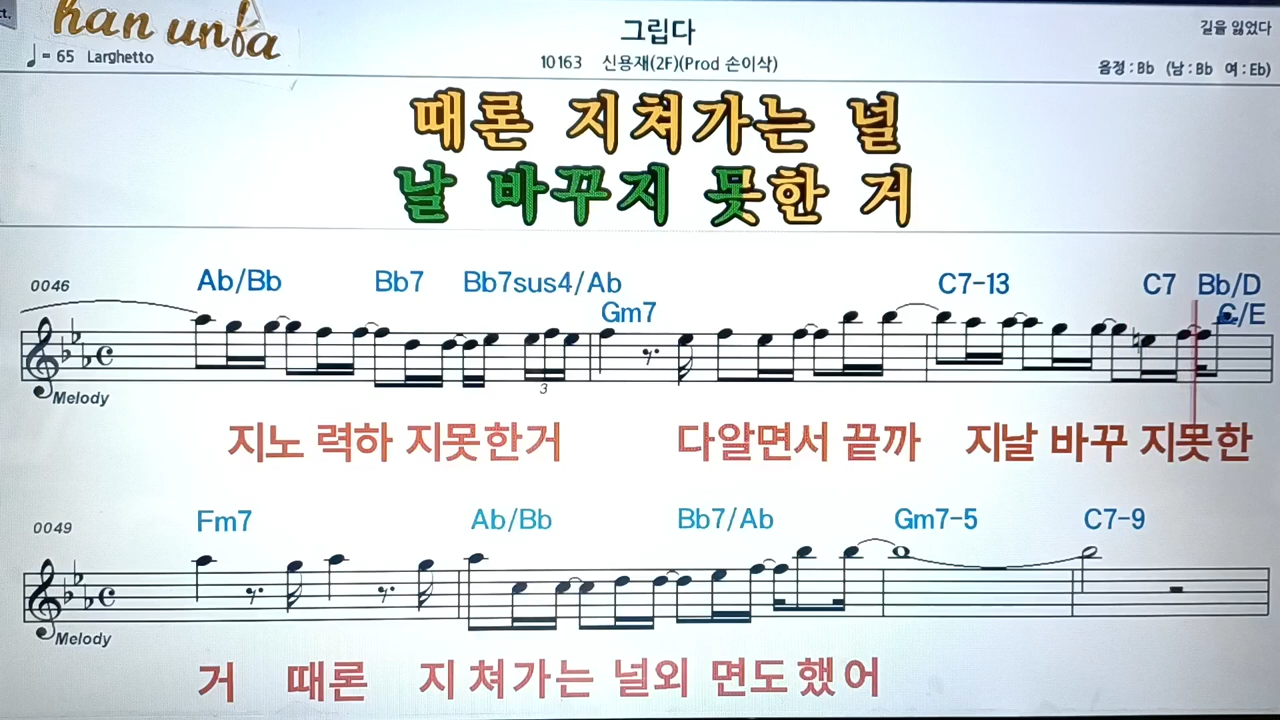 ct.
han unfa
그립다
길을 잃었다
♩= 65 Larghetto
10163 신용재(2F)(Prod 손이삭)
음정 : Bb (남 : Bb 여 : Eb)
때론 지쳐가는 널
날 바꾸지 못한 거
0046
Ab/Bb Bb7 Bb7sus4/Ab Gm7 C7-13 C7 Bb/D C/E
3
Melody
지노 력하 지못한거 다알면서 끝까 지날 바꾸 지못한
0049
Fm7 Ab/Bb Bb7/Ab Gm7-5 C7-9
Melody
거 때론 지 쳐가는 널외 면도했어